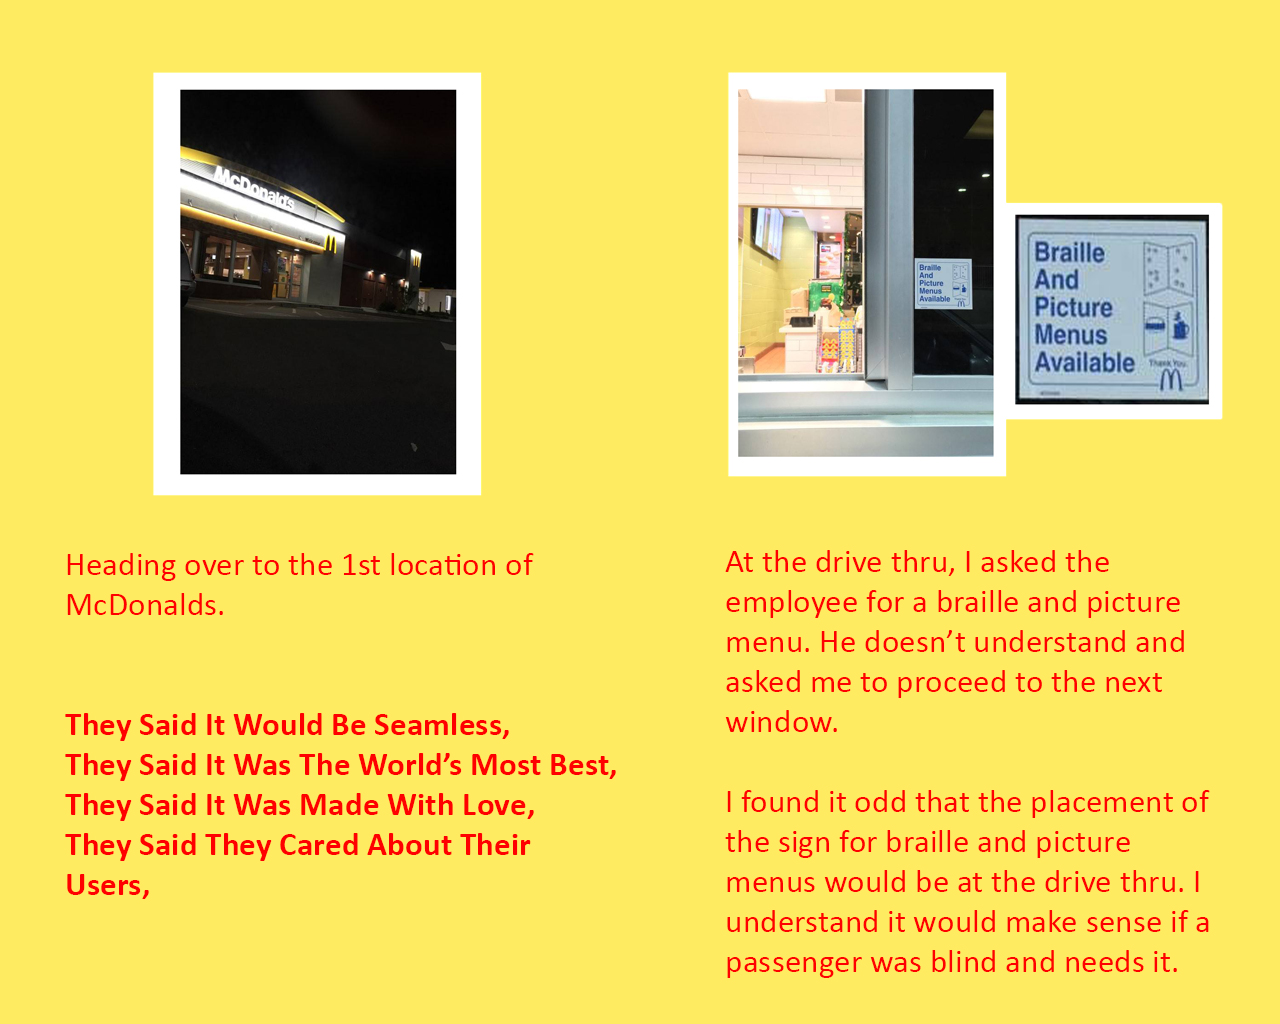 McDonald's
Braille
And
Picture
Menus
Available
Braille
And
Picture
Menus
Available
Thank You.
Heading over to the 1st location of
McDonalds.
They Said It Would Be Seamless,
They Said It Was The World’s Most Best,
They Said It Was Made With Love,
They Said They Cared About Their
Users,
At the drive thru, I asked the
employee for a braille and picture
menu. He doesn’t understand and
asked me to proceed to the next
window.
I found it odd that the placement of
the sign for braille and picture
menus would be at the drive thru. I
understand it would make sense if a
passenger was blind and needs it.